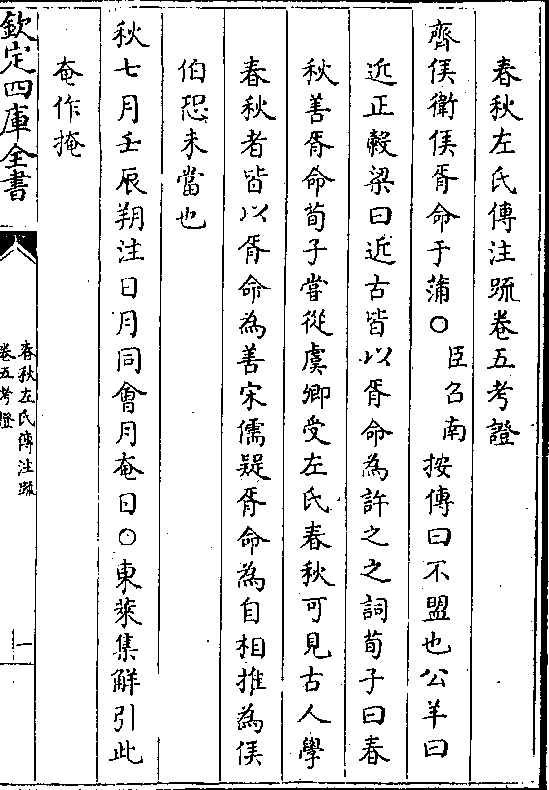 春秋左氏傳注疏卷五考證
齊侯衛侯胥命于蒲○臣召南按傳曰不盟也公羊曰
近正穀梁曰近古皆以胥命為許之之詞荀子曰春
秋善胥命荀子嘗從虞卿受左氏春秋可見古人學
春秋者皆以胥命為善宋儒疑胥命為自相推為侯
伯恐未當也
秋七月壬辰朔注日月同會月奄日○東萊集解引此
奄作掩
欽定四庫全書
春秋左氏傳注疏
卷五考證
一